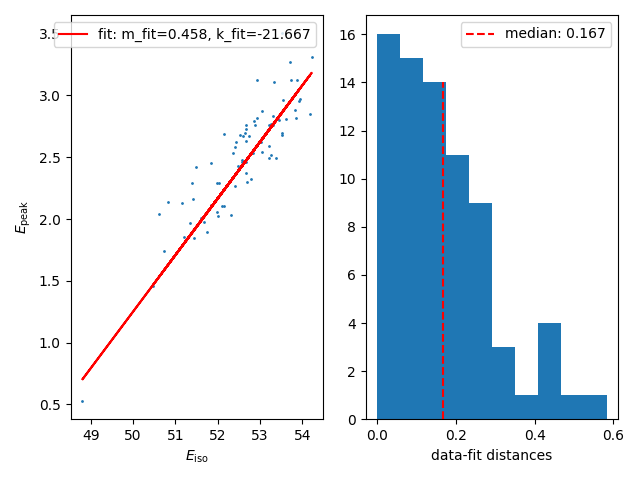 fit: m_fit=0.458, k_fit=-21.667
3.5
3.0
2.5
2.0
1.5
1.0
0.5
E_peak
49 50 51 52 53 54
E_iso
median: 0.167
16
14
12
10
8
6
4
2
0
0.0 0.2 0.4 0.6
data-fit distances